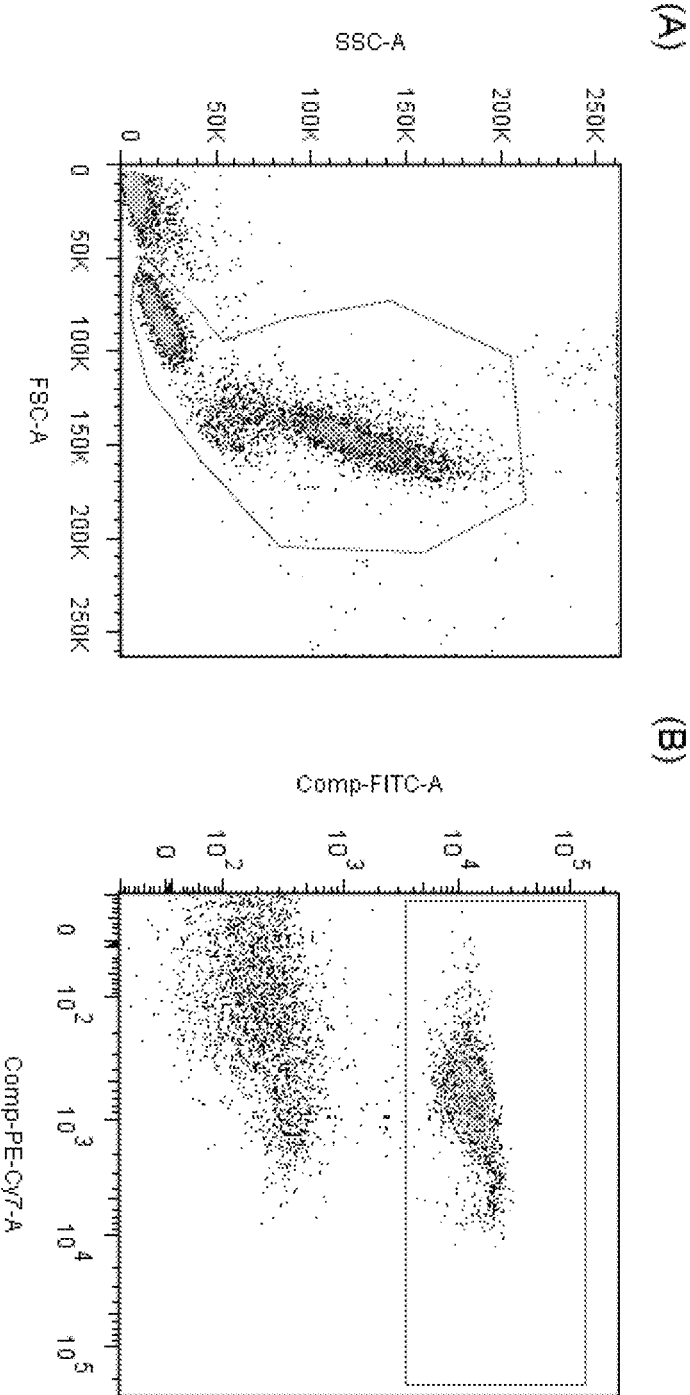 (A)
SSC-A
250K
200K
150K
100K
50K
0
0 50K 100K 150K 200K 250K
FSC-A
(B)
Comp-FITC-A
10^5
10^4
10^3
10^2
0
0 10^2 10^3 10^4 10^5
Comp-PE-Cy7-A